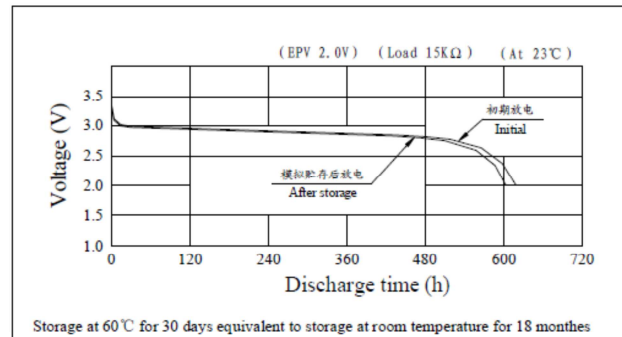 (EPV 2.0V) (Load 15KΩ) (At 23℃)
3.5
3.0
2.5
2.0
1.5
1.0
Voltage (V)
初期放电
Initial
模拟贮存后放电
After storage
0 120 240 360 480 600 720
Discharge time (h)
Storage at 60℃ for 30 days equivalent to storage at room temperature for 18 monthes